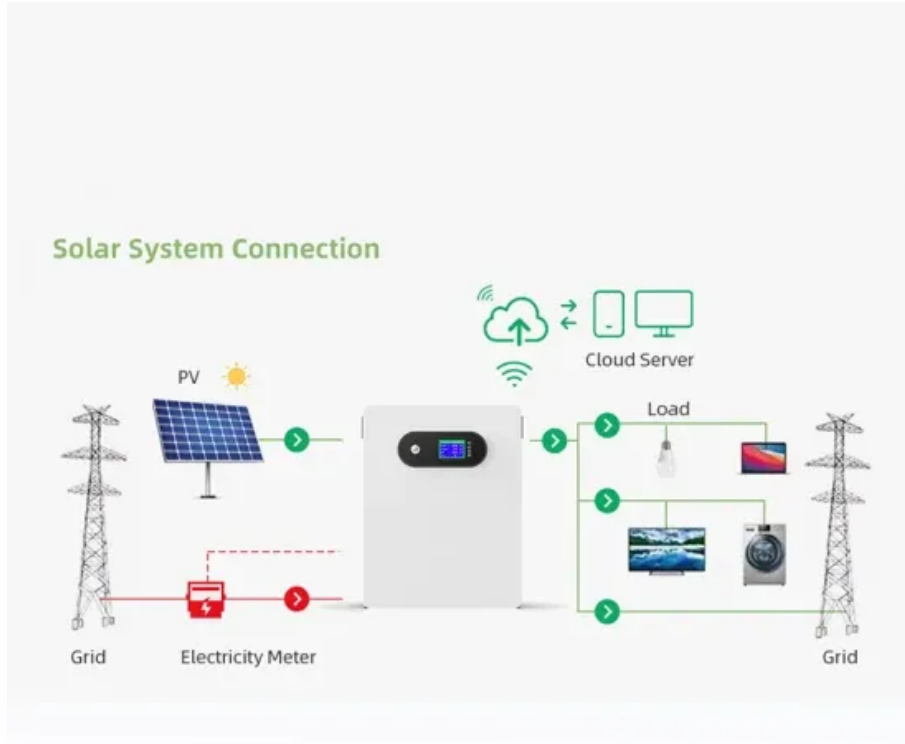 Solar System Connection
Cloud Server
PV
Load
Grid
Electricity Meter
Grid